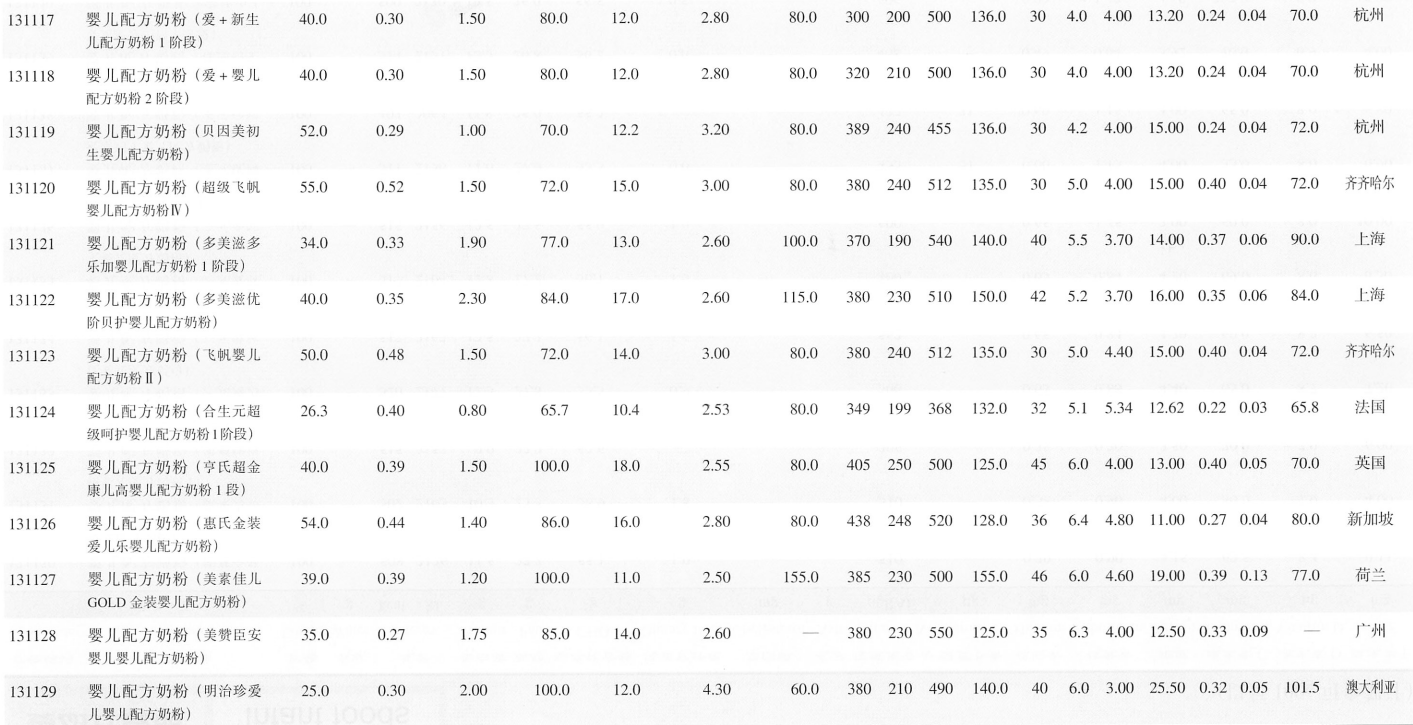 131117 婴儿配方奶粉（爱+新生 40.0 0.30 1.50 80.0 12.0 2.80 80.0 300 200 500 136.0 30 4.0 4.00 13.20 0.24 0.04 70.0 杭州
儿配方奶粉1阶段）
131118 婴儿配方奶粉（爱+婴儿 40.0 0.30 1.50 80.0 12.0 2.80 80.0 320 210 500 136.0 30 4.0 4.00 13.20 0.24 0.04 70.0 杭州
配方奶粉2阶段）
131119 婴儿配方奶粉（贝因美初 52.0 0.29 1.00 70.0 12.2 3.20 80.0 389 240 455 136.0 30 4.2 4.00 15.00 0.24 0.04 72.0 杭州
生婴儿配方奶粉）
131120 婴儿配方奶粉（超级飞帆 55.0 0.52 1.50 72.0 15.0 3.00 80.0 380 240 512 135.0 30 5.0 4.00 15.00 0.40 0.04 72.0 齐齐哈尔
婴儿配方奶粉Ⅳ）
131121 婴儿配方奶粉（多美滋多 34.0 0.33 1.90 77.0 13.0 2.60 100.0 370 190 540 140.0 40 5.5 3.70 14.00 0.37 0.06 90.0 上海
乐加婴儿配方奶粉1阶段）
131122 婴儿配方奶粉（多美滋优 40.0 0.35 2.30 84.0 17.0 2.60 115.0 380 230 510 150.0 42 5.2 3.70 16.00 0.35 0.06 84.0 上海
阶贝护婴儿配方奶粉）
131123 婴儿配方奶粉（飞帆婴儿 50.0 0.48 1.50 72.0 14.0 3.00 80.0 380 240 512 135.0 30 5.0 4.40 15.00 0.40 0.04 72.0 齐齐哈尔
配方奶粉Ⅱ）
131124 婴儿配方奶粉（合生元超 26.3 0.40 0.80 65.7 10.4 2.53 80.0 349 199 368 132.0 32 5.1 5.34 12.62 0.22 0.03 65.8 法国
级呵护婴儿配方奶粉1阶段）
131125 婴儿配方奶粉（亨氏超金 40.0 0.39 1.50 100.0 18.0 2.55 80.0 405 250 500 125.0 45 6.0 4.00 13.00 0.40 0.05 70.0 英国
康儿高婴儿配方奶粉1段）
131126 婴儿配方奶粉（惠氏金装 54.0 0.44 1.40 86.0 16.0 2.80 80.0 438 248 520 128.0 36 6.4 4.80 11.00 0.27 0.04 80.0 新加坡
爱儿乐婴儿配方奶粉）
131127 婴儿配方奶粉（美素佳儿 39.0 0.39 1.20 100.0 11.0 2.50 155.0 385 230 500 155.0 46 6.0 4.60 19.00 0.39 0.13 77.0 荷兰
GOLD金装婴儿配方奶粉）
131128 婴儿配方奶粉（美赞臣安 35.0 0.27 1.75 85.0 14.0 2.60 — 380 230 550 125.0 35 6.3 4.00 12.50 0.33 0.09 — 广州
婴儿婴儿配方奶粉）
131129 婴儿配方奶粉（明治珍爱 25.0 0.30 2.00 100.0 12.0 4.30 60.0 380 210 490 140.0 40 6.0 3.00 25.50 0.32 0.05 101.5 澳大利亚
儿婴儿配方奶粉）